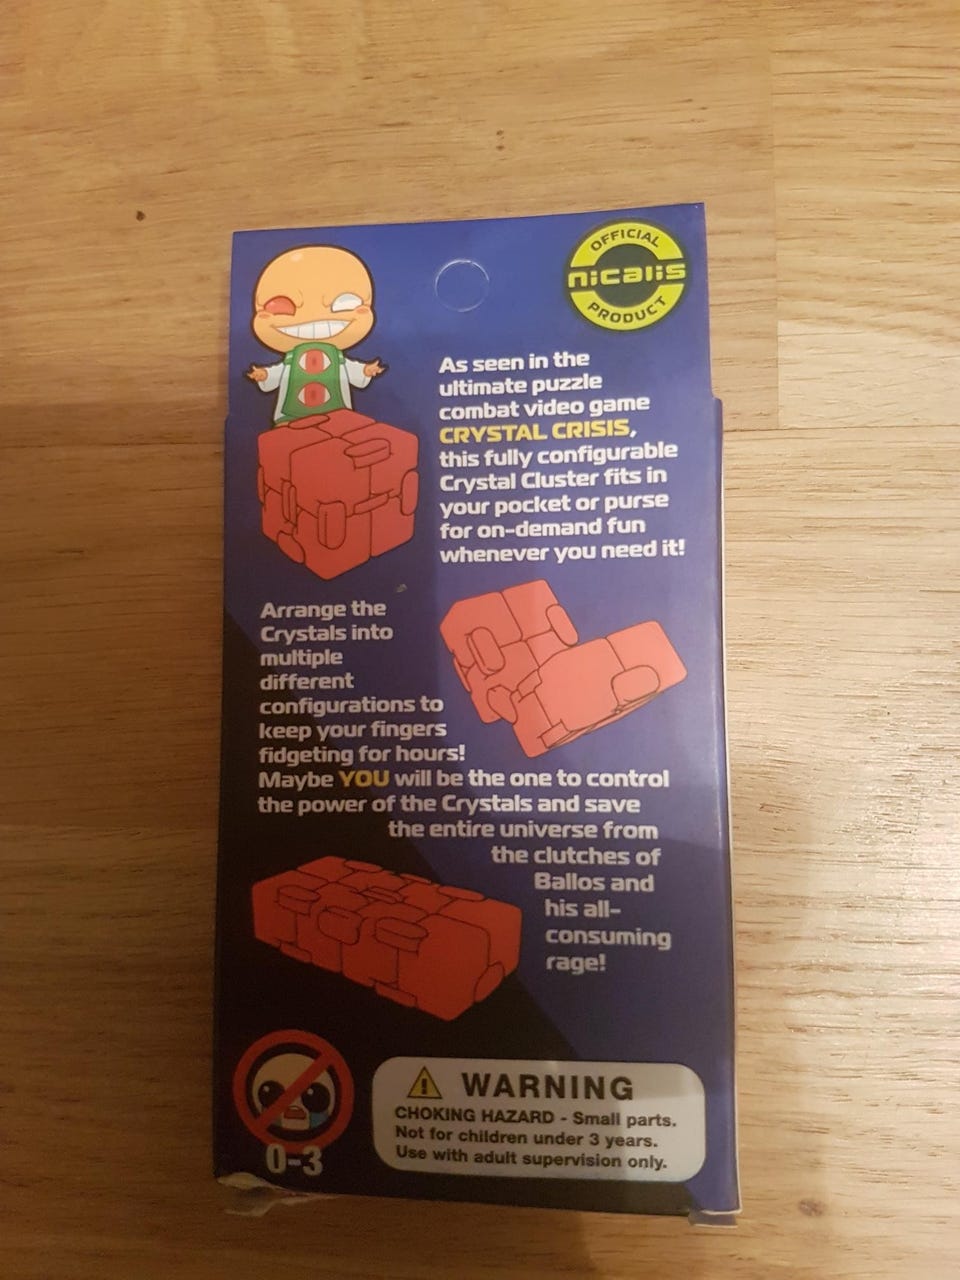 OFFICIAL
nicalis
PRODUCT
As seen in the
ultimate puzzle
combat video game
CRYSTAL CRISIS,
this fully configurable
Crystal Cluster fits in
your pocket or purse
for on-demand fun
whenever you need it!
Arrange the
Crystals into
multiple
different
configurations to
keep your fingers
fidgeting for hours!
Maybe YOU will be the one to control
the power of the Crystals and save
the entire universe from
the clutches of
Ballos and
his all-
consuming
rage!
0-3
WARNING
CHOKING HAZARD - Small parts.
Not for children under 3 years.
Use with adult supervision only.